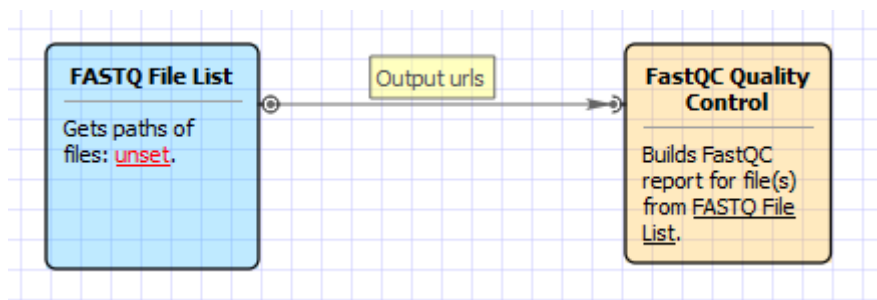 FASTQ File List
Gets paths of
files: unset.
Output urls
FastQC Quality
Control
Builds FastQC
report for file(s)
from FASTQ File
List.